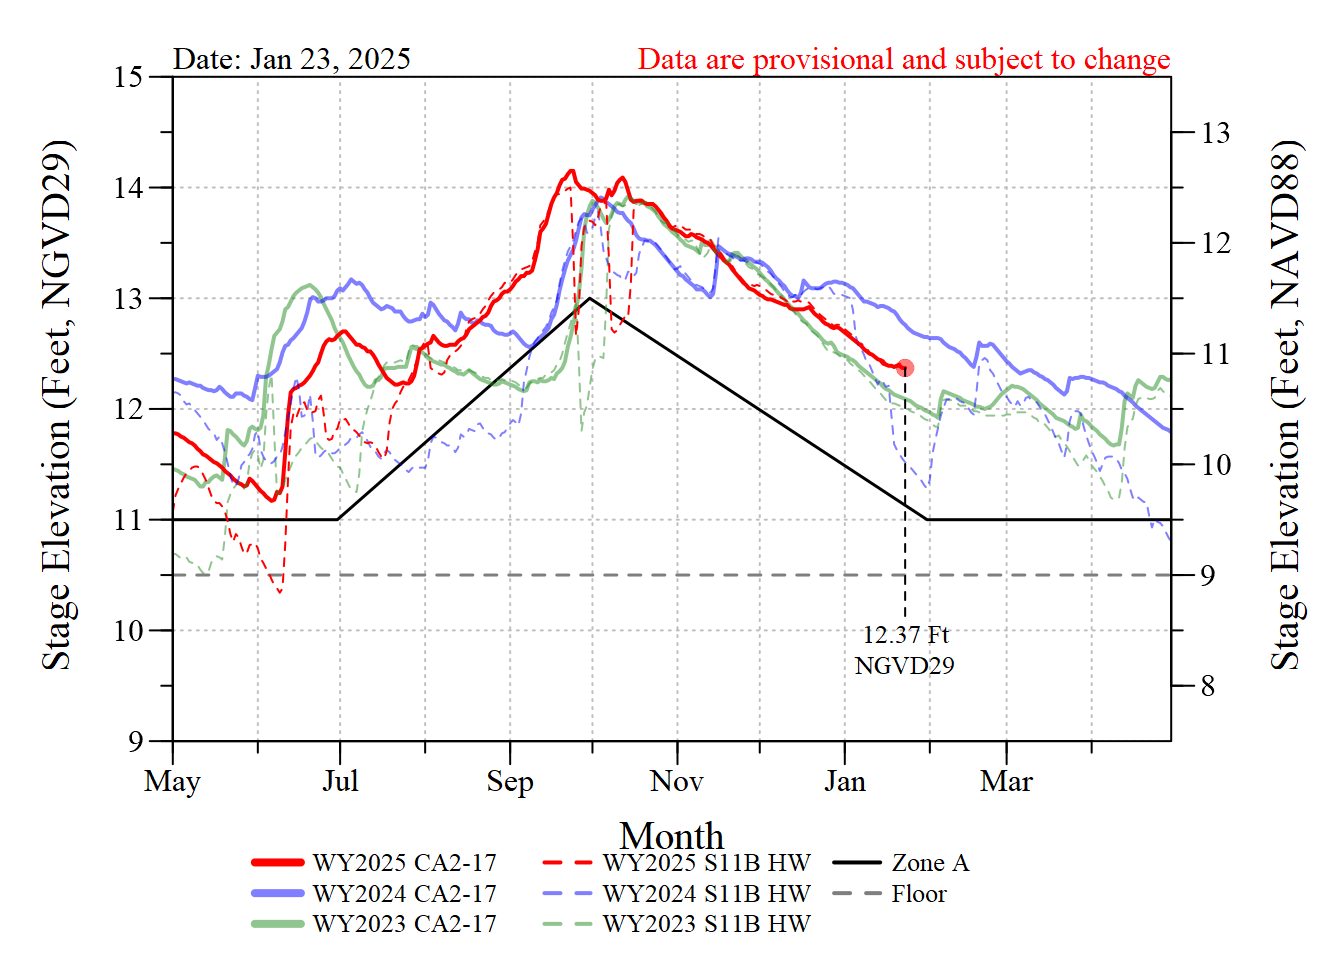 Date: Jan 23, 2025
Data are provisional and subject to change
15
14
13
12
11
10
9
Stage Elevation (Feet, NGVD29)
13
12
11
10
9
8
Stage Elevation (Feet, NAVD88)
12.37 Ft
NGVD29
May Jul Sep Nov Jan Mar
Month
WY2025 CA2-17 WY2025 S11B HW Zone A
WY2024 CA2-17 WY2024 S11B HW Floor
WY2023 CA2-17 WY2023 S11B HW